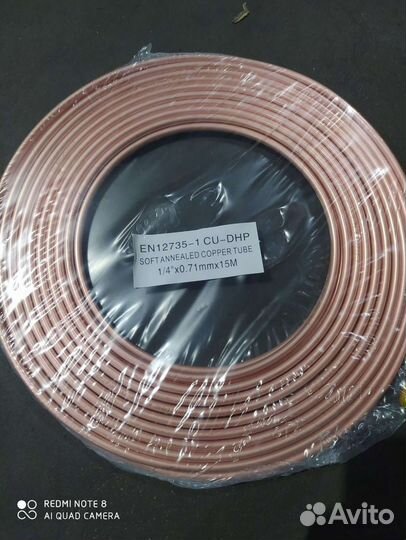 EN12735-1 CU-DHP
SOFT ANNEALED COPPER TUBE
1/4"x0.71mmx15M
REDMI NOTE 8
AI QUAD CAMERA
Avito